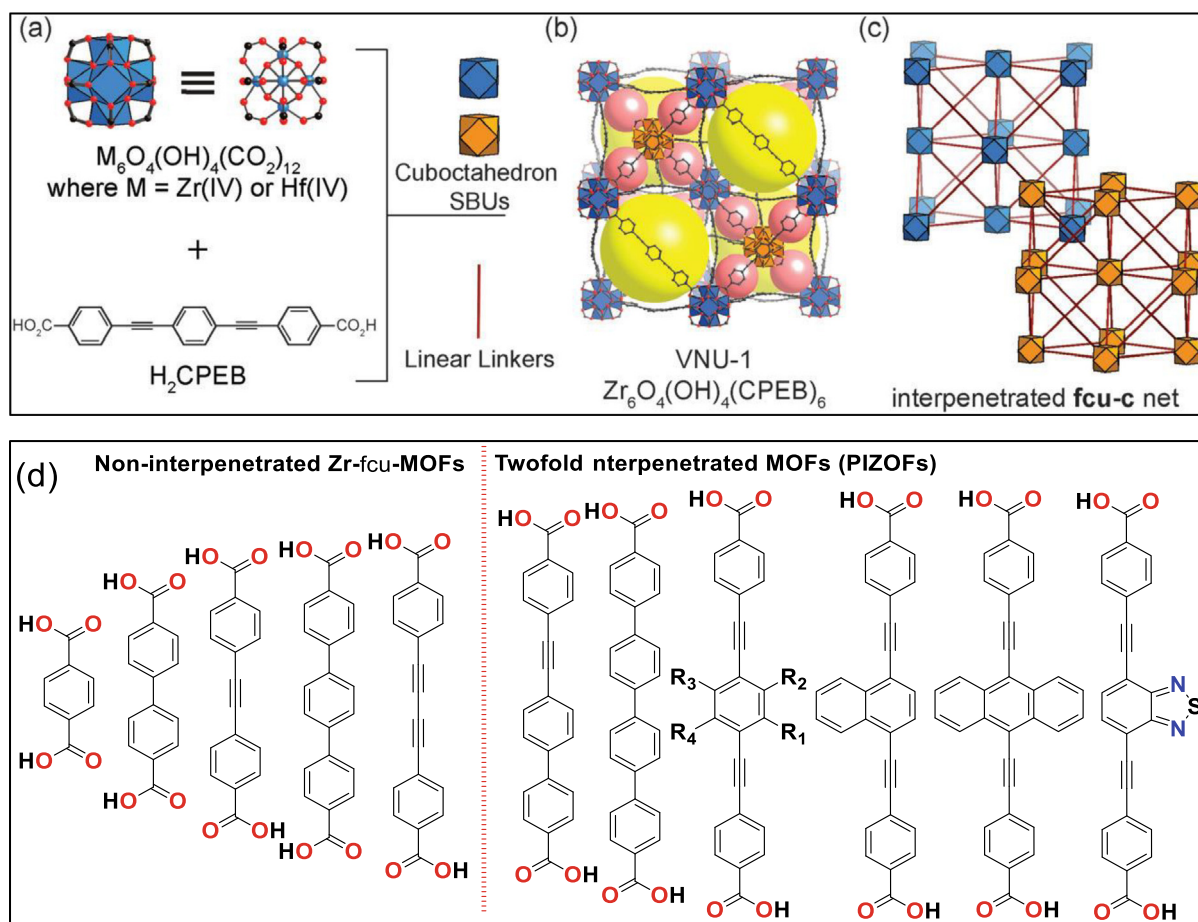 (a)
≡
M₆O₄(OH)₄(CO₂)₁₂
where M = Zr(IV) or Hf(IV)
+
HO₂C
CO₂H
H₂CPEB
Cuboctahedron
SBUs
Linear Linkers
(b)
VNU-1
Zr₆O₄(OH)₄(CPEB)₆
(c)
interpenetrated fcu-c net
(d)
Non-interpenetrated Zr-fcu-MOFs
HO O
O OH
HO O
HO O
HO O
O OH
HO O
HO O
HO O
O OH
Twofold nterpenetrated MOFs (PIZOFs)
HO O
O OH
HO O
O OH
HO O
R₃ R₂
R₄ R₁
O OH
HO O
O OH
HO O
O OH
HO O
N
S
N
O OH